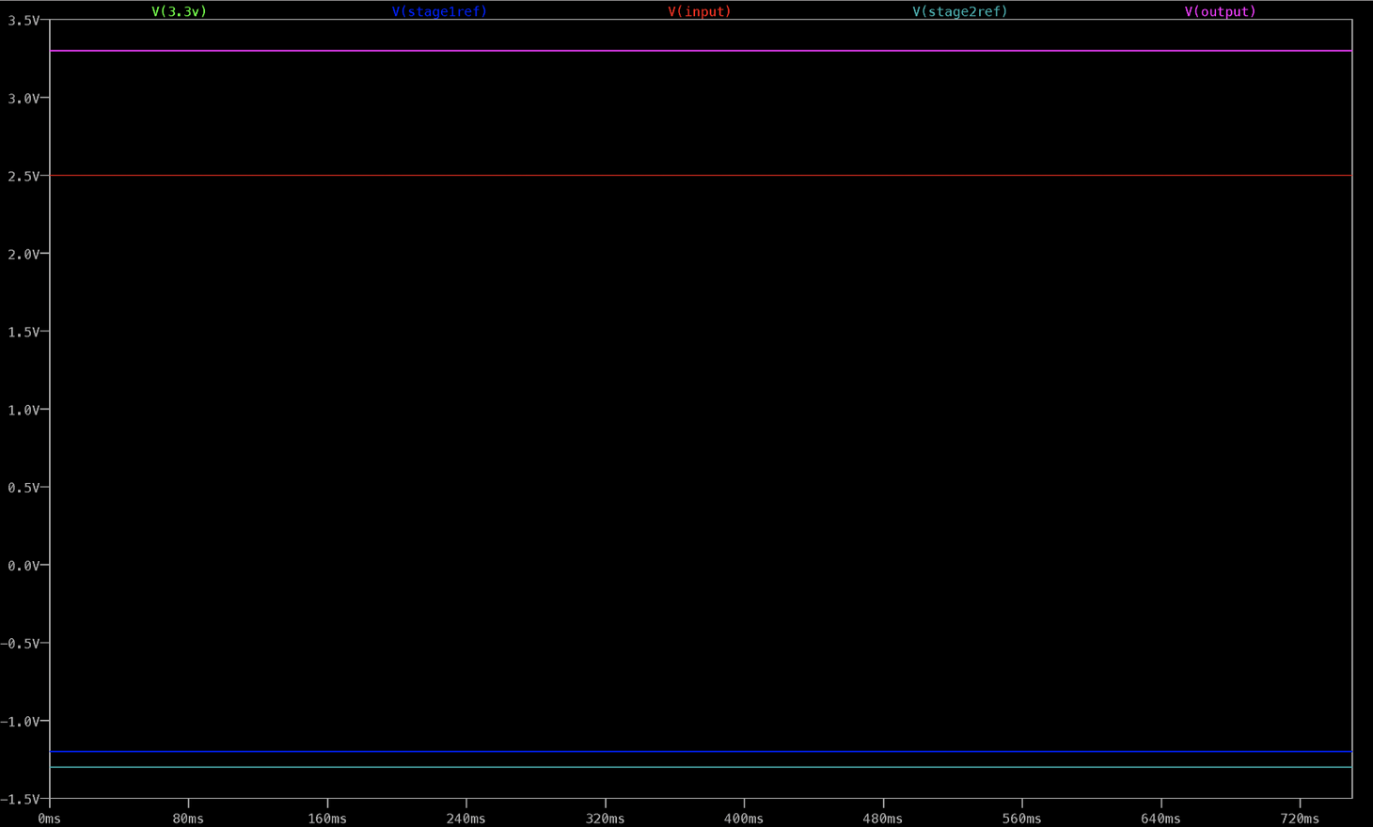 V(3.3v) V(stage1ref) V(input) V(stage2ref) V(output)
3.5V
3.0V
2.5V
2.0V
1.5V
1.0V
0.5V
0.0V
-0.5V
-1.0V
-1.5V
0ms 80ms 160ms 240ms 320ms 400ms 480ms 560ms 640ms 720ms